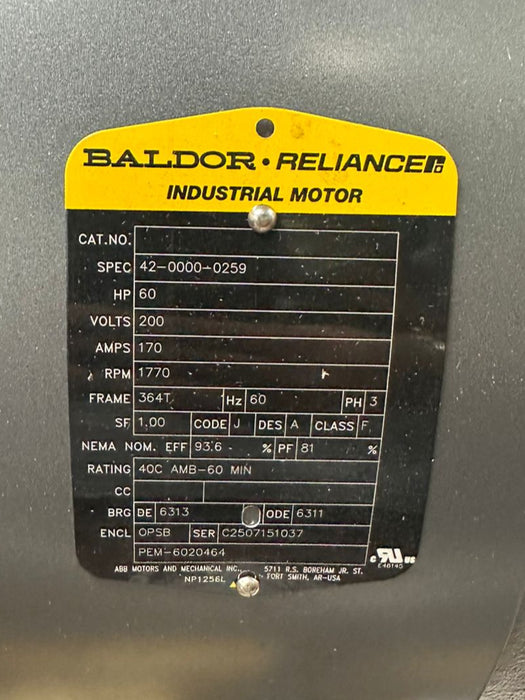 BALDOR • RELIANCE
INDUSTRIAL MOTOR
CAT.NO.
SPEC 42-0000-0259
HP 60
VOLTS 200
AMPS 170
RPM 1770
FRAME 364T Hz 60 PH 3
SF 1.00 CODE J DES A CLASS F
NEMA NOM. EFF 93.6 % PF 81 %
RATING 40C AMB-60 MIN
CC
BRG DE 6313 ODE 6311
ENCL OPSB SER C2507151037
PEM-6020464
ABB MOTORS AND MECHANICAL INC. 5711 R.S. BOREHAM JR. ST.
NP1256L FORT SMITH, AR-USA
c RU US
E46145